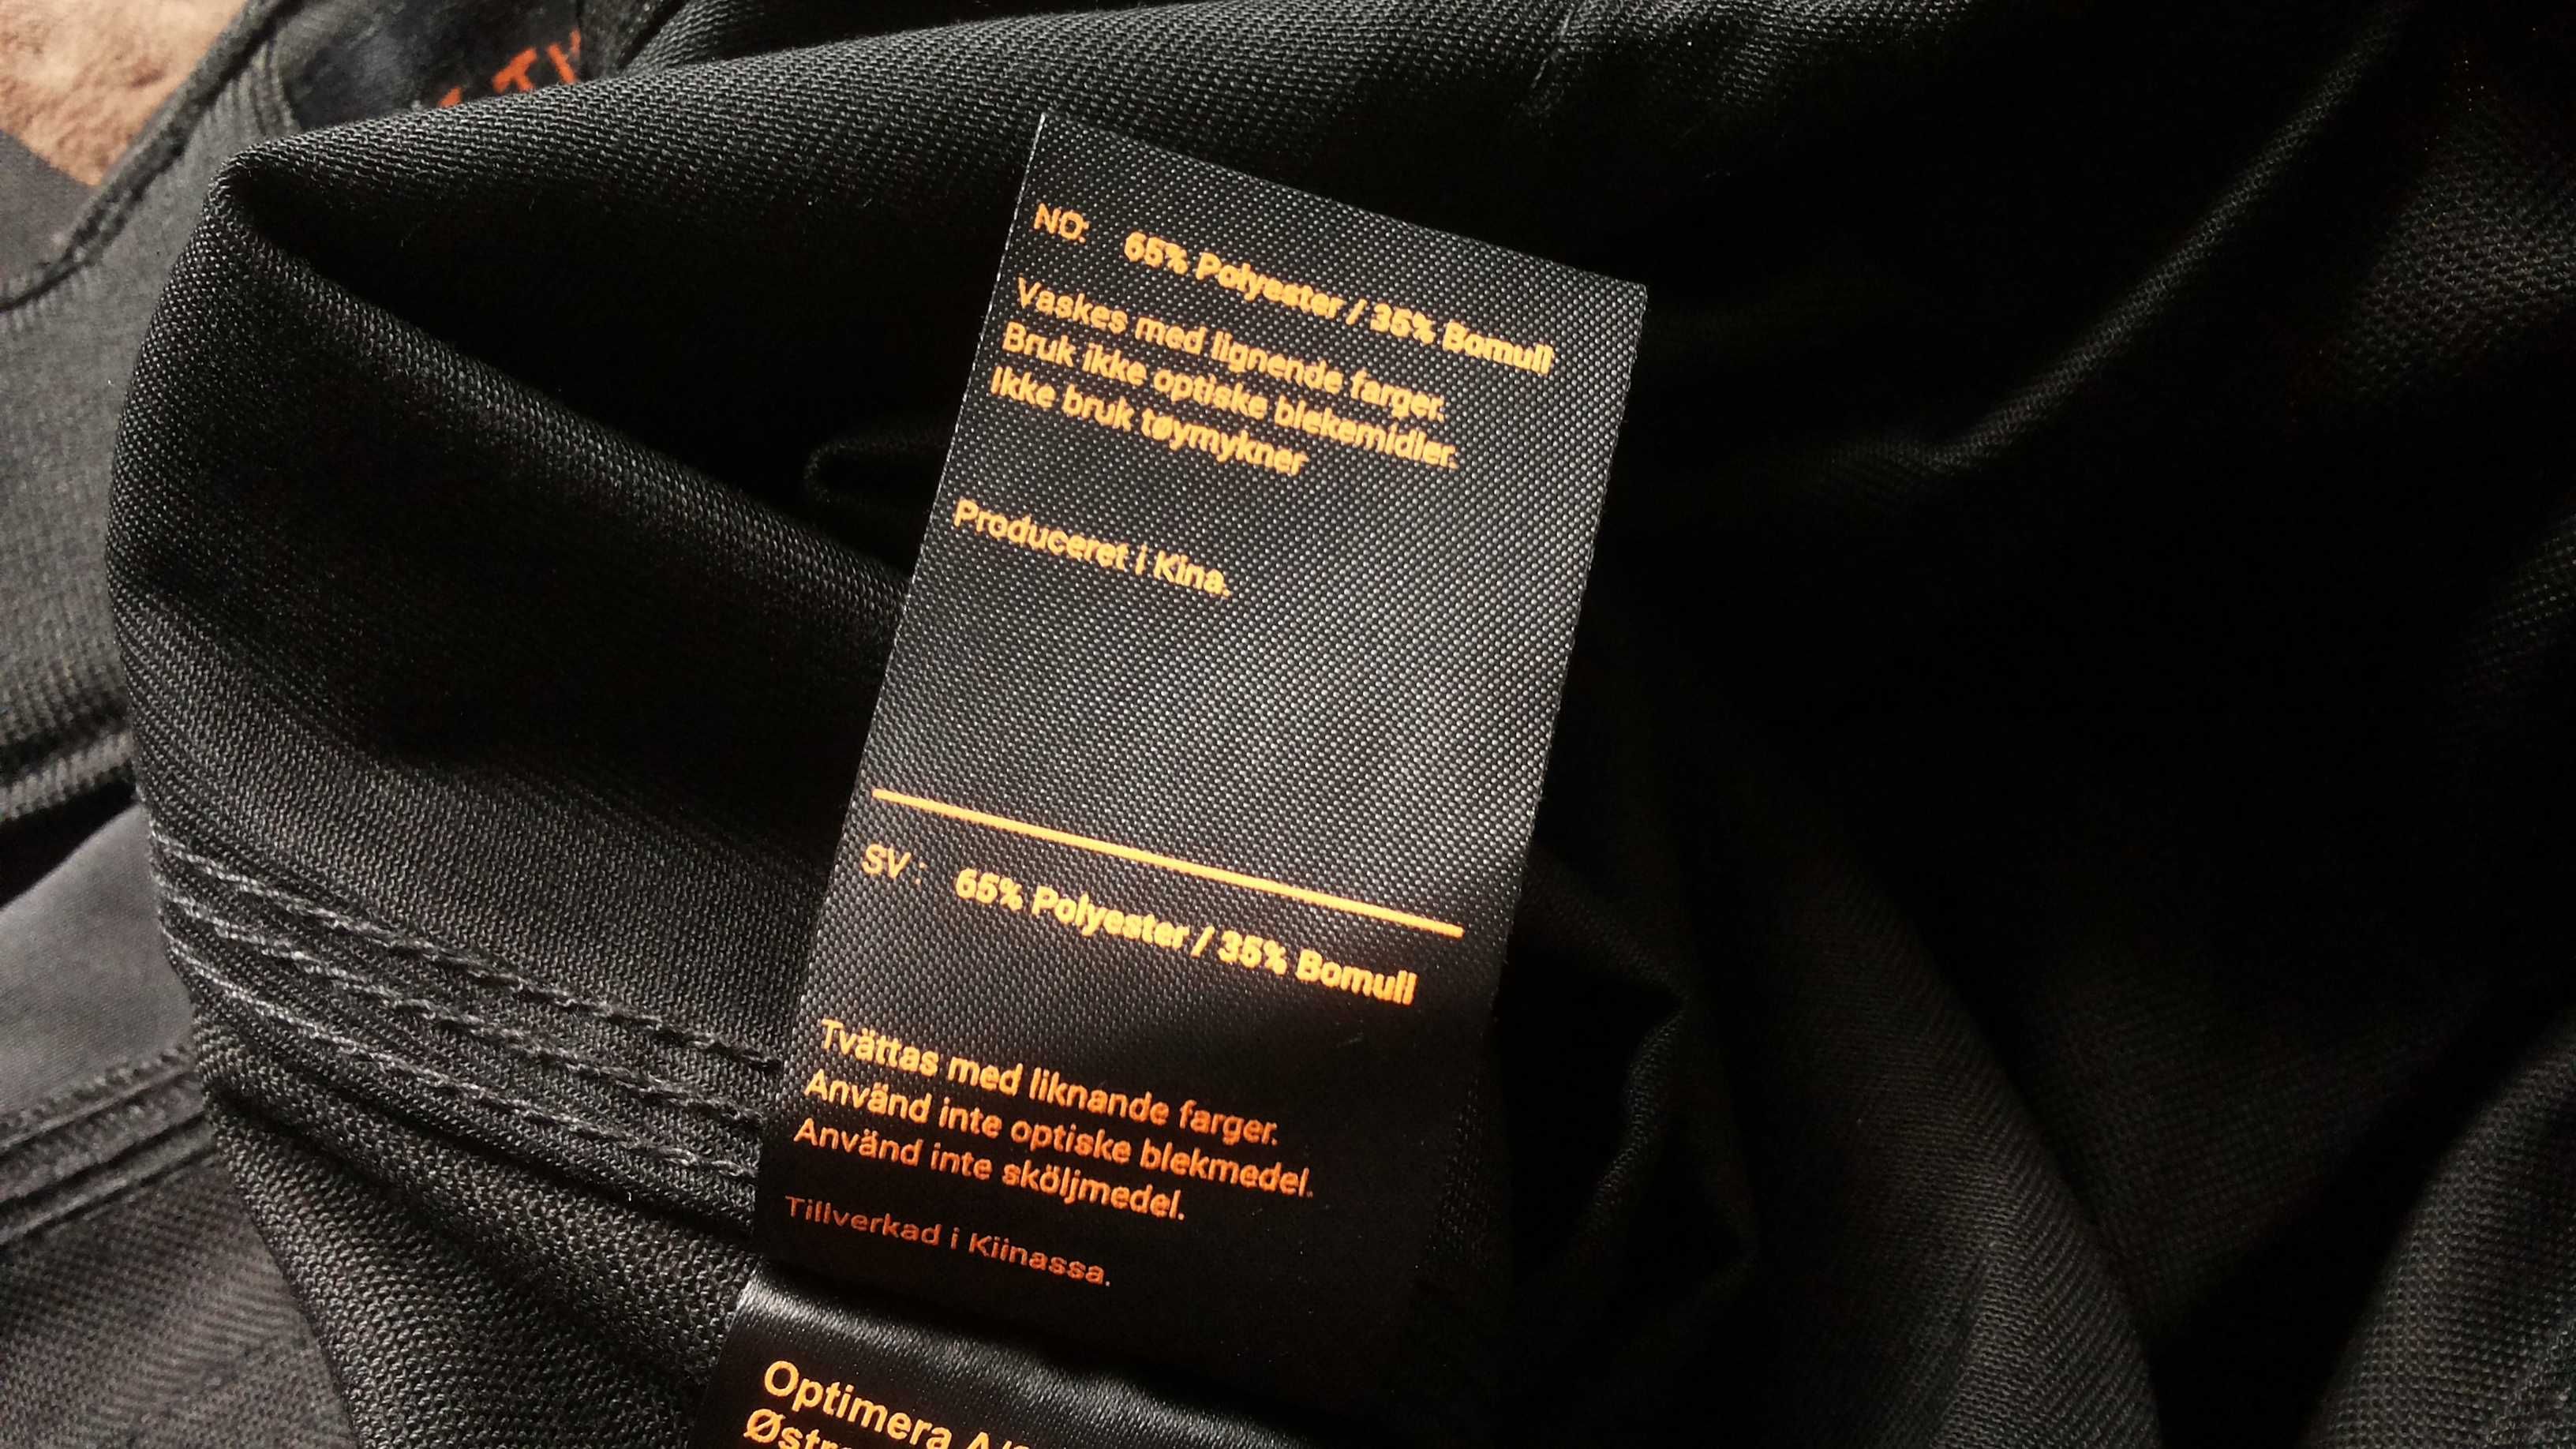 NO: 65% Polyester / 35% Bomull
Vaskes med lignende farger.
Bruk ikke optiske blekemidler.
Ikke bruk tøymykner
Produceret i Kina.
SV : 65% Polyester / 35% Bomull
Tvättas med liknande farger.
Använd inte optiske blekmedel.
Använd inte sköljmedel.
Tillverkad i Kiinassa.
Optimera